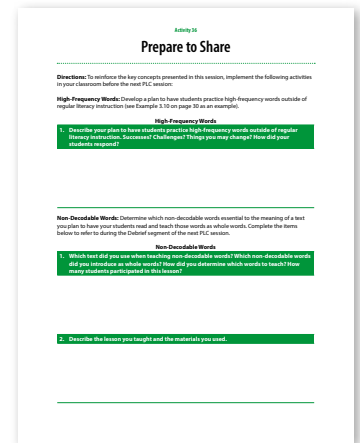 Activity 36
Prepare to Share
Directions: To reinforce the key concepts presented in this session, implement the following activities
in your classroom before the next PLC session:
High-Frequency Words: Develop a plan to have students practice high-frequency words outside of
regular literacy instruction (see Example 3.10 on page 30 as an example).
High-Frequency Words
1. Describe your plan to have students practice high-frequency words outside of regular
literacy instruction. Successes? Challenges? Things you may change? How did your
students respond?
Non-Decodable Words: Determine which non-decodable words essential to the meaning of a text
you plan to have your students read and teach those words as whole words. Complete the items
below to refer to during the Debrief segment of the next PLC session.
Non-Decodable Words
1. Which text did you use when teaching non-decodable words? Which non-decodable words
did you introduce as whole words? How did you determine which words to teach? How
many students participated in this lesson?
2. Describe the lesson you taught and the materials you used.